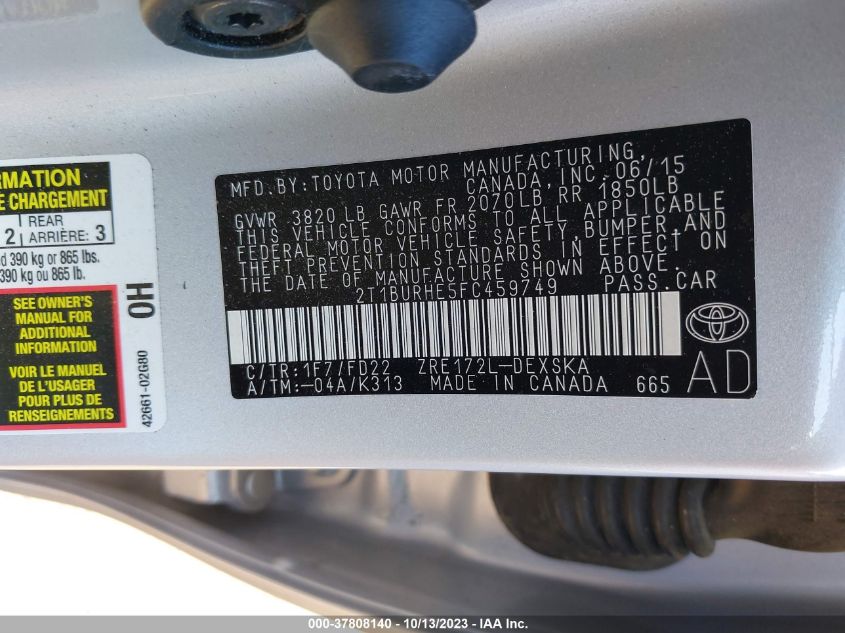 RMATION
E CHARGEMENT
2 REAR ARRIÈRE: 3
d 390 kg or 865 lbs.
390 kg ou 865 lb.
SEE OWNER'S
MANUAL FOR
ADDITIONAL
INFORMATION
VOIR LE MANUEL
DE L'USAGER POUR
PLUS DE
RENSEIGNEMENTS
OH
42661-02G80
MFD. BY: TOYOTA MOTOR MANUFACTURING,
CANADA, INC. 06/15
GVWR 3820 LB GAWR FR 2070LB RR 1850LB
THIS VEHICLE CONFORMS TO ALL APPLICABLE
FEDERAL MOTOR VEHICLE SAFETY, BUMPER, AND
THEFT PREVENTION STANDARDS IN EFFECT ON
THE DATE OF MANUFACTURE SHOWN ABOVE.
2T1BURHE5FC459749 PASS. CAR
C/TR: 1F7/FD22 ZRE172L-DEXSKA
A/TM: -04A/K313 MADE IN CANADA 665
AD
000-37808140 - 10/13/2023 - IAA Inc.